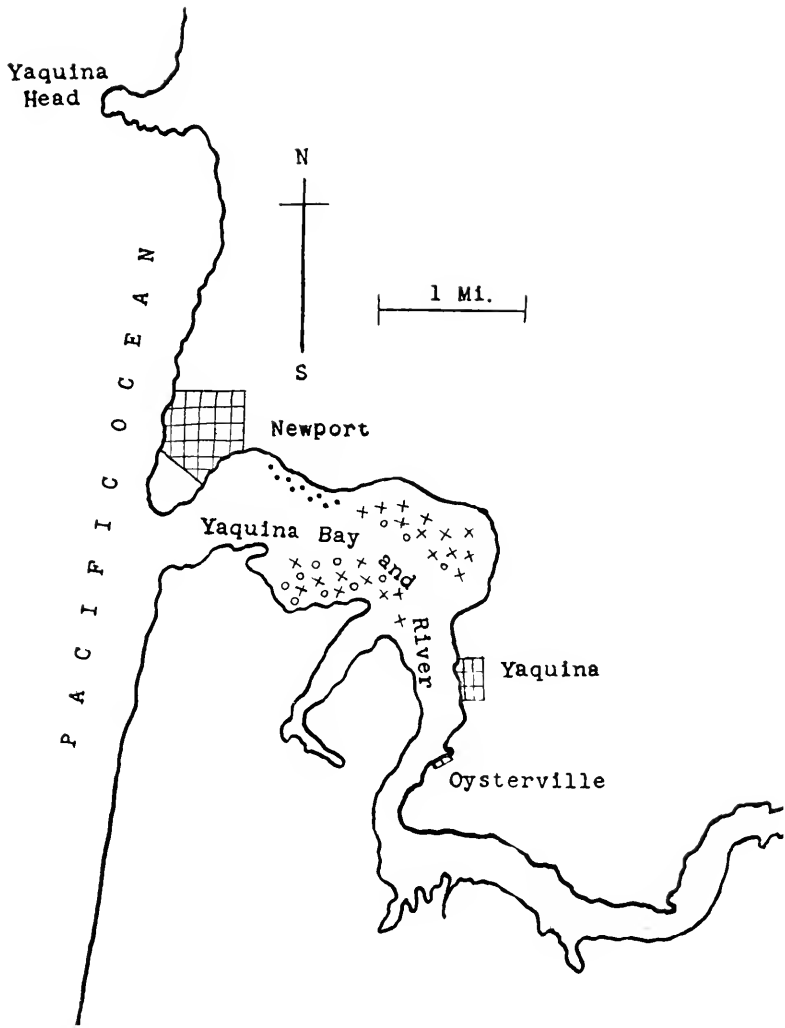 Yaquina
Head
N
S
1 Mi.
PACIFIC OCEAN
Newport
Yaquina Bay
and
River
Yaquina
Oysterville